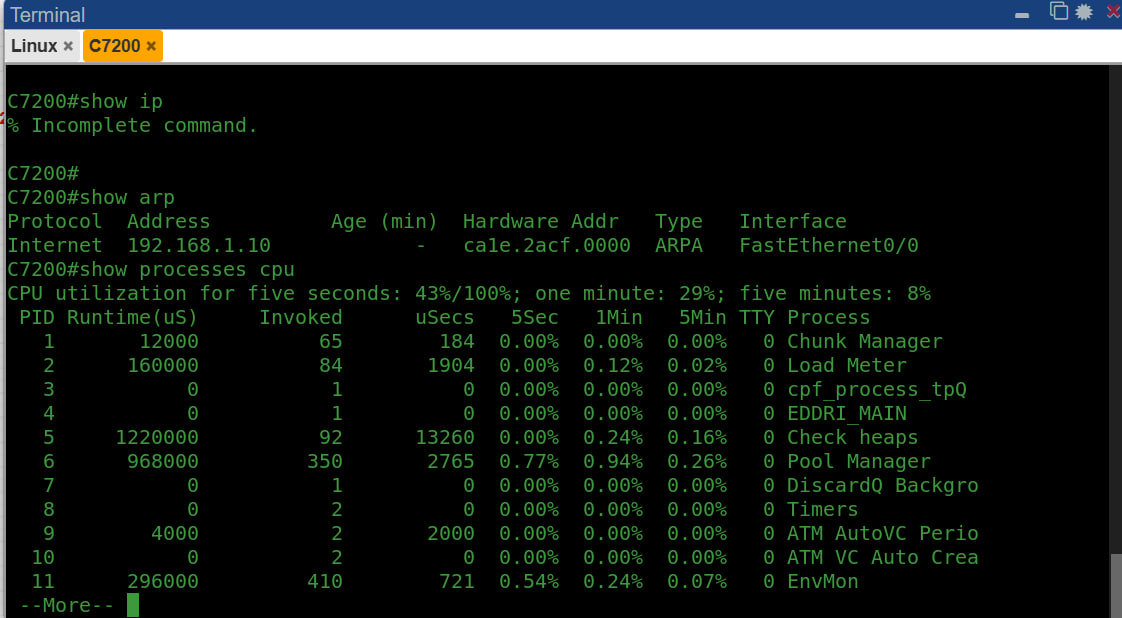 Terminal
Linux × C7200 ×
C7200#show ip
% Incomplete command.
C7200#
C7200#show arp
Protocol  Address          Age (min)  Hardware Addr   Type   Interface
Internet  192.168.1.10            -   ca1e.2acf.0000  ARPA   FastEthernet0/0
C7200#show processes cpu
CPU utilization for five seconds: 43%/100%; one minute: 29%; five minutes: 8%
 PID Runtime(uS)     Invoked      uSecs   5Sec   1Min   5Min TTY Process
   1       12000          65        184  0.00%  0.00%  0.00%   0 Chunk Manager
   2      160000          84       1904  0.00%  0.12%  0.02%   0 Load Meter
   3           0           1          0  0.00%  0.00%  0.00%   0 cpf_process_tpQ
   4           0           1          0  0.00%  0.00%  0.00%   0 EDDRI_MAIN
   5     1220000          92      13260  0.00%  0.24%  0.16%   0 Check heaps
   6      968000         350       2765  0.77%  0.94%  0.26%   0 Pool Manager
   7           0           1          0  0.00%  0.00%  0.00%   0 DiscardQ Backgro
   8           0           2          0  0.00%  0.00%  0.00%   0 Timers
   9        4000           2       2000  0.00%  0.00%  0.00%   0 ATM AutoVC Perio
  10           0           2          0  0.00%  0.00%  0.00%   0 ATM VC Auto Crea
  11      296000         410        721  0.54%  0.24%  0.07%   0 EnvMon
 --More--